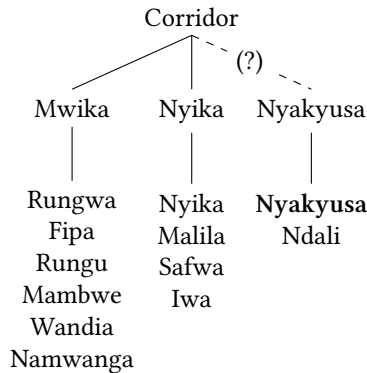 Corridor
(?)
Mwika Nyika Nyakyusa
Rungwa Nyika Nyakyusa
Fipa Malila Ndali
Rungu Safwa
Mambwe Iwa
Wandia
Namwanga